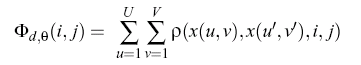 Φ_{d,θ}(i, j) = ∑_{u=1}^{U} ∑_{v=1}^{V} ρ(x(u,v), x(u′,v′), i, j)